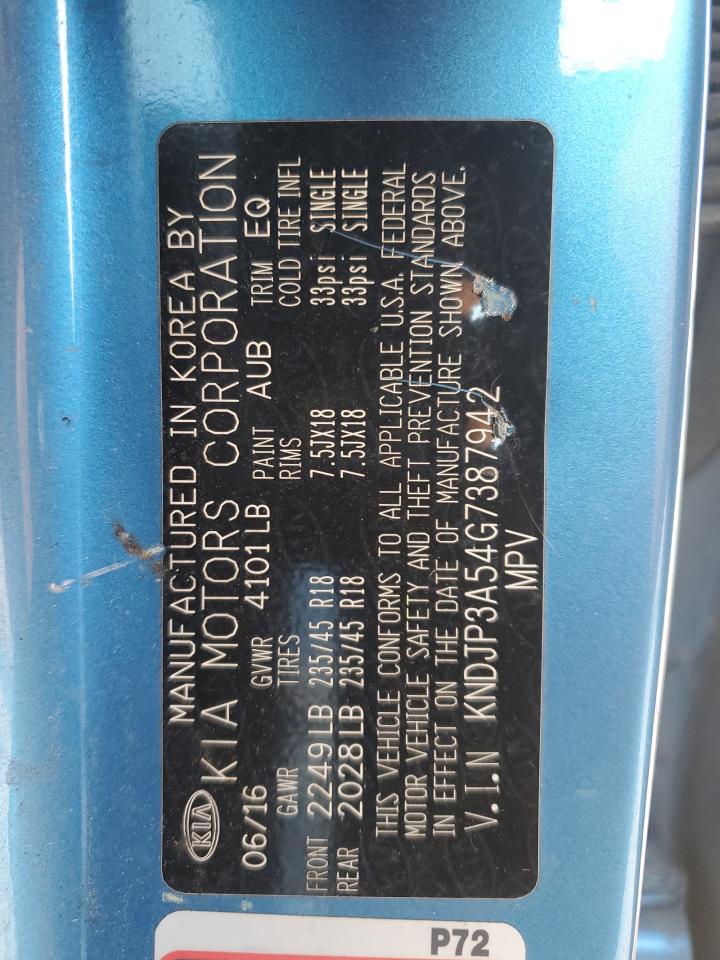 KIA
MANUFACTURED IN KOREA BY
KIA MOTORS CORPORATION
06/16 GVWR 4101LB PAINT AUB TRIM EQ
GAWR TIRES RIMS COLD TIRE INFL
FRONT 2249LB 235/45 R18 7.5JX18 33psi SINGLE
REAR 2028LB 235/45 R18 7.5JX18 33psi SINGLE
THIS VEHICLE CONFORMS TO ALL APPLICABLE U.S.A. FEDERAL
MOTOR VEHICLE SAFETY AND THEFT PREVENTION STANDARDS
IN EFFECT ON THE DATE OF MANUFACTURE SHOWN ABOVE.
V.I.N KNDJP3A54G7387942
MPV
P72